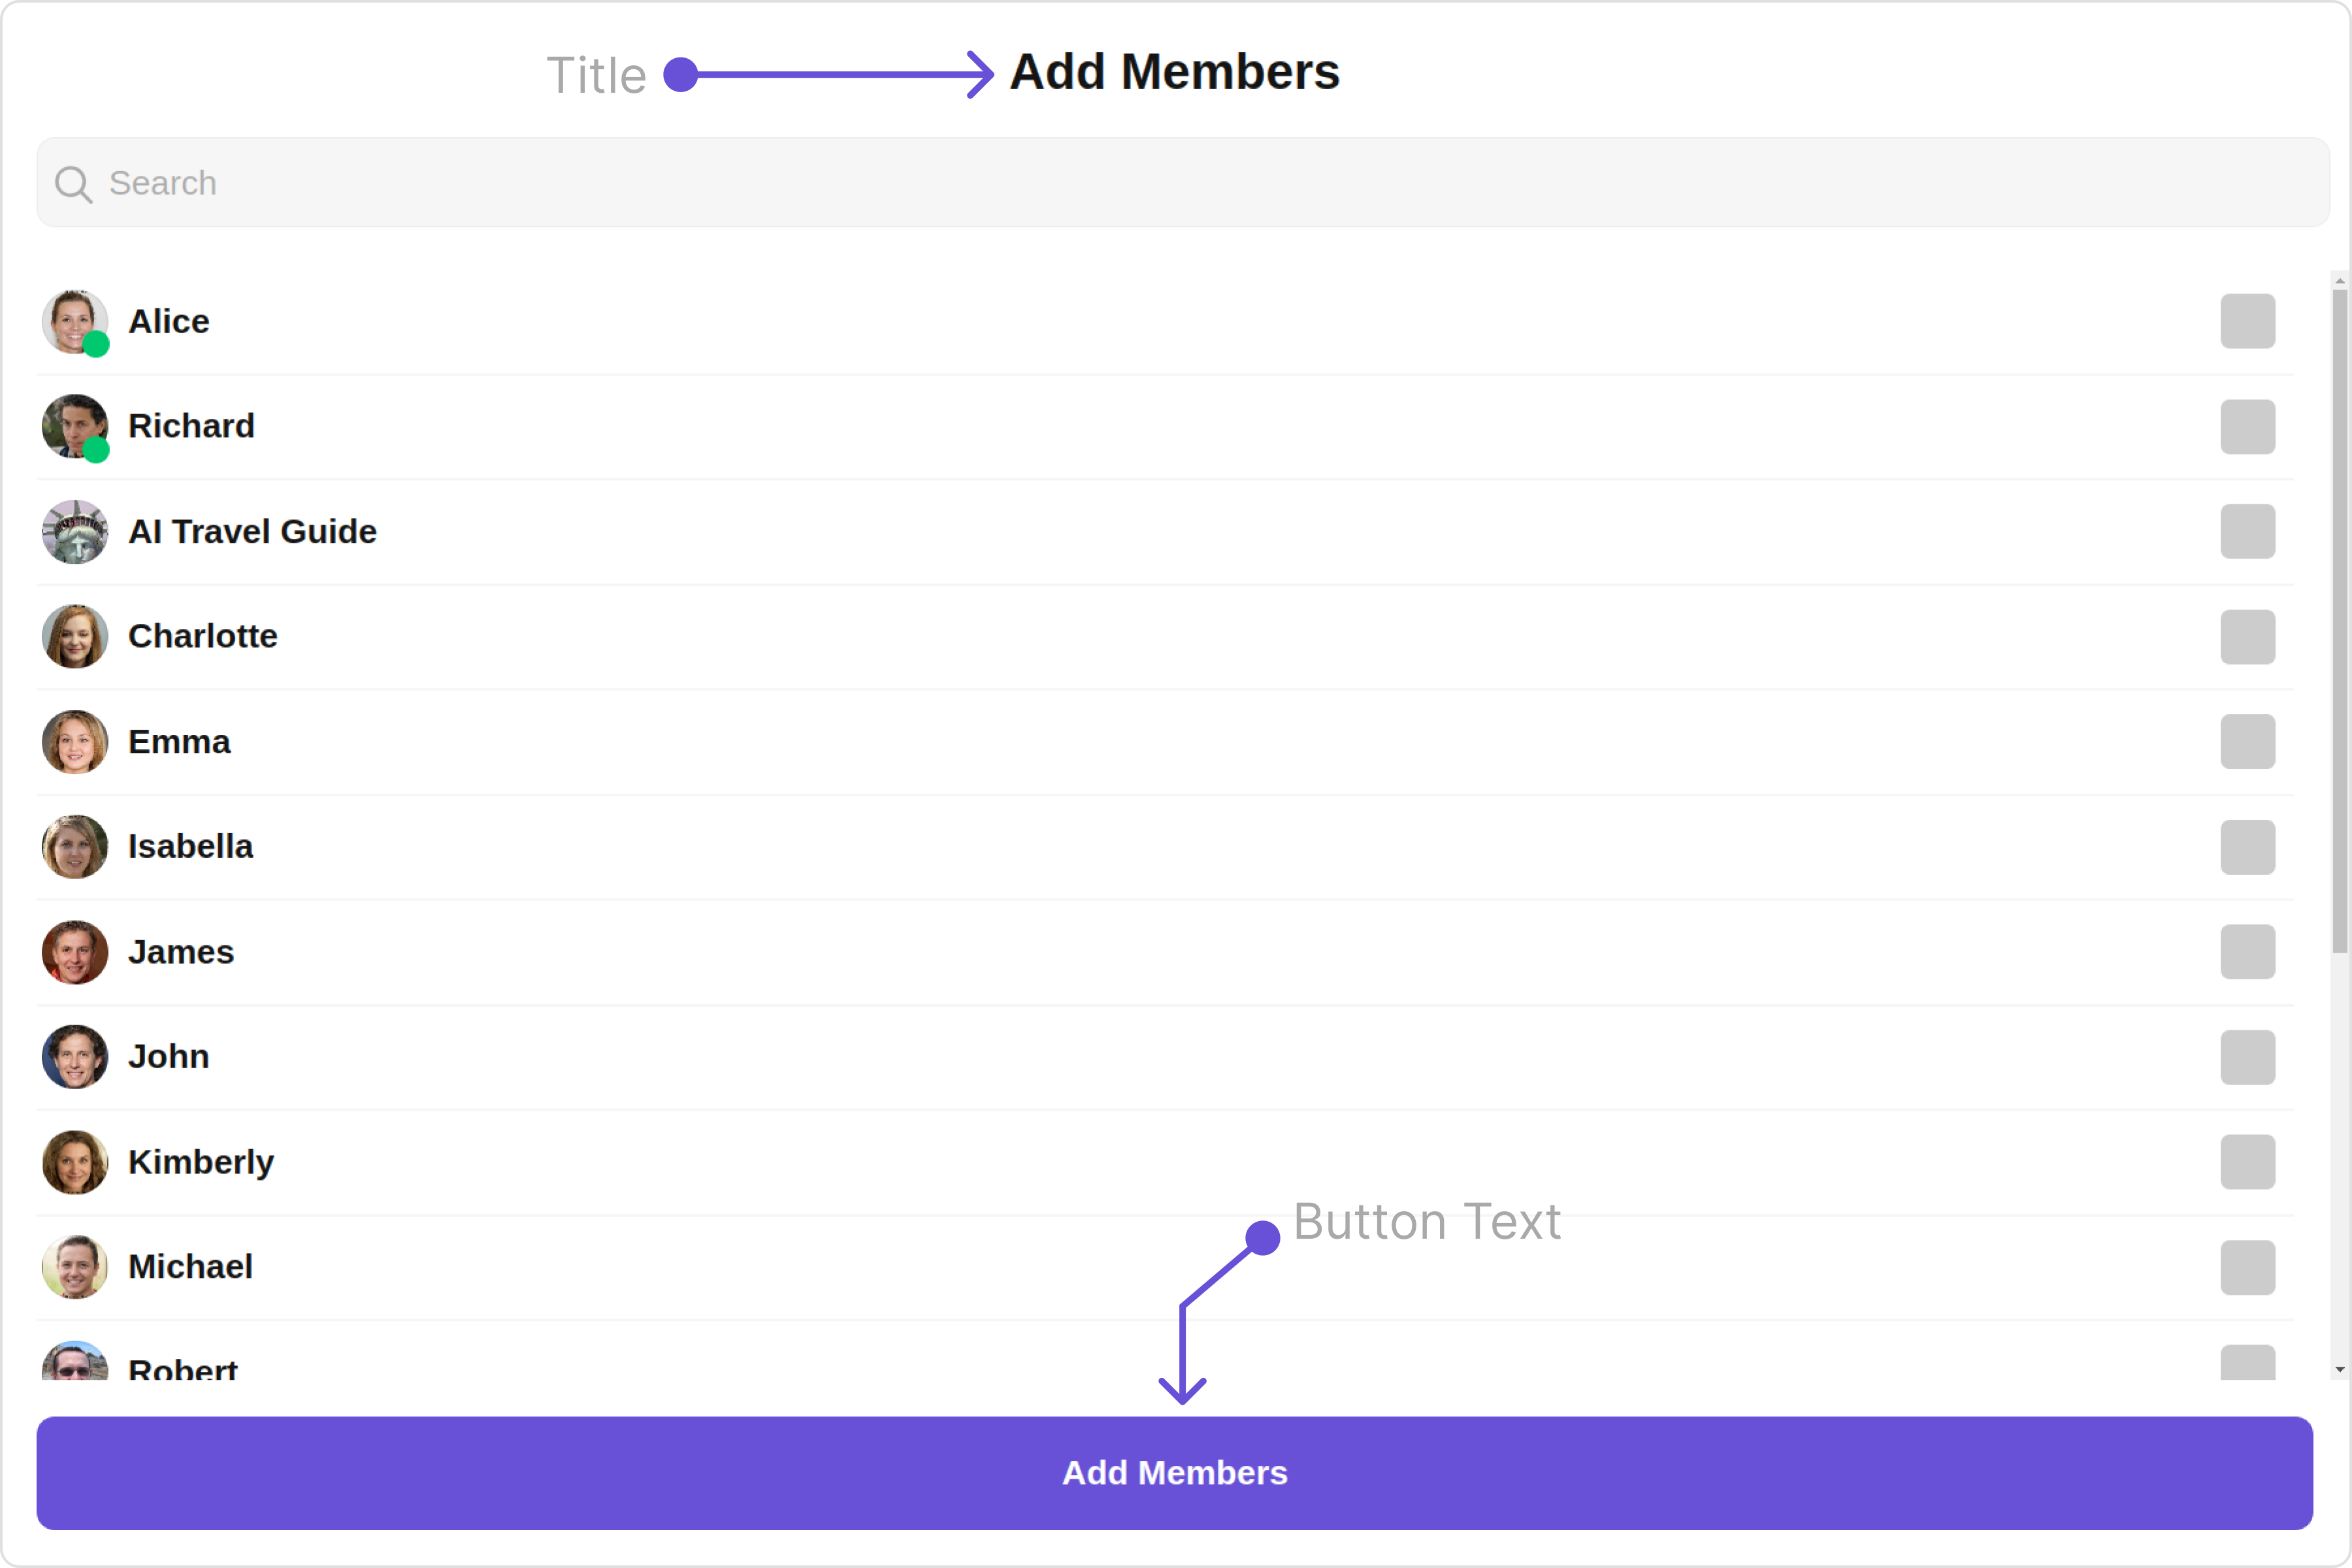 Title
Add Members
Search
Alice
Richard
AI Travel Guide
Charlotte
Emma
Isabella
James
John
Kimberly
Button Text
Michael
Robert
Add Members